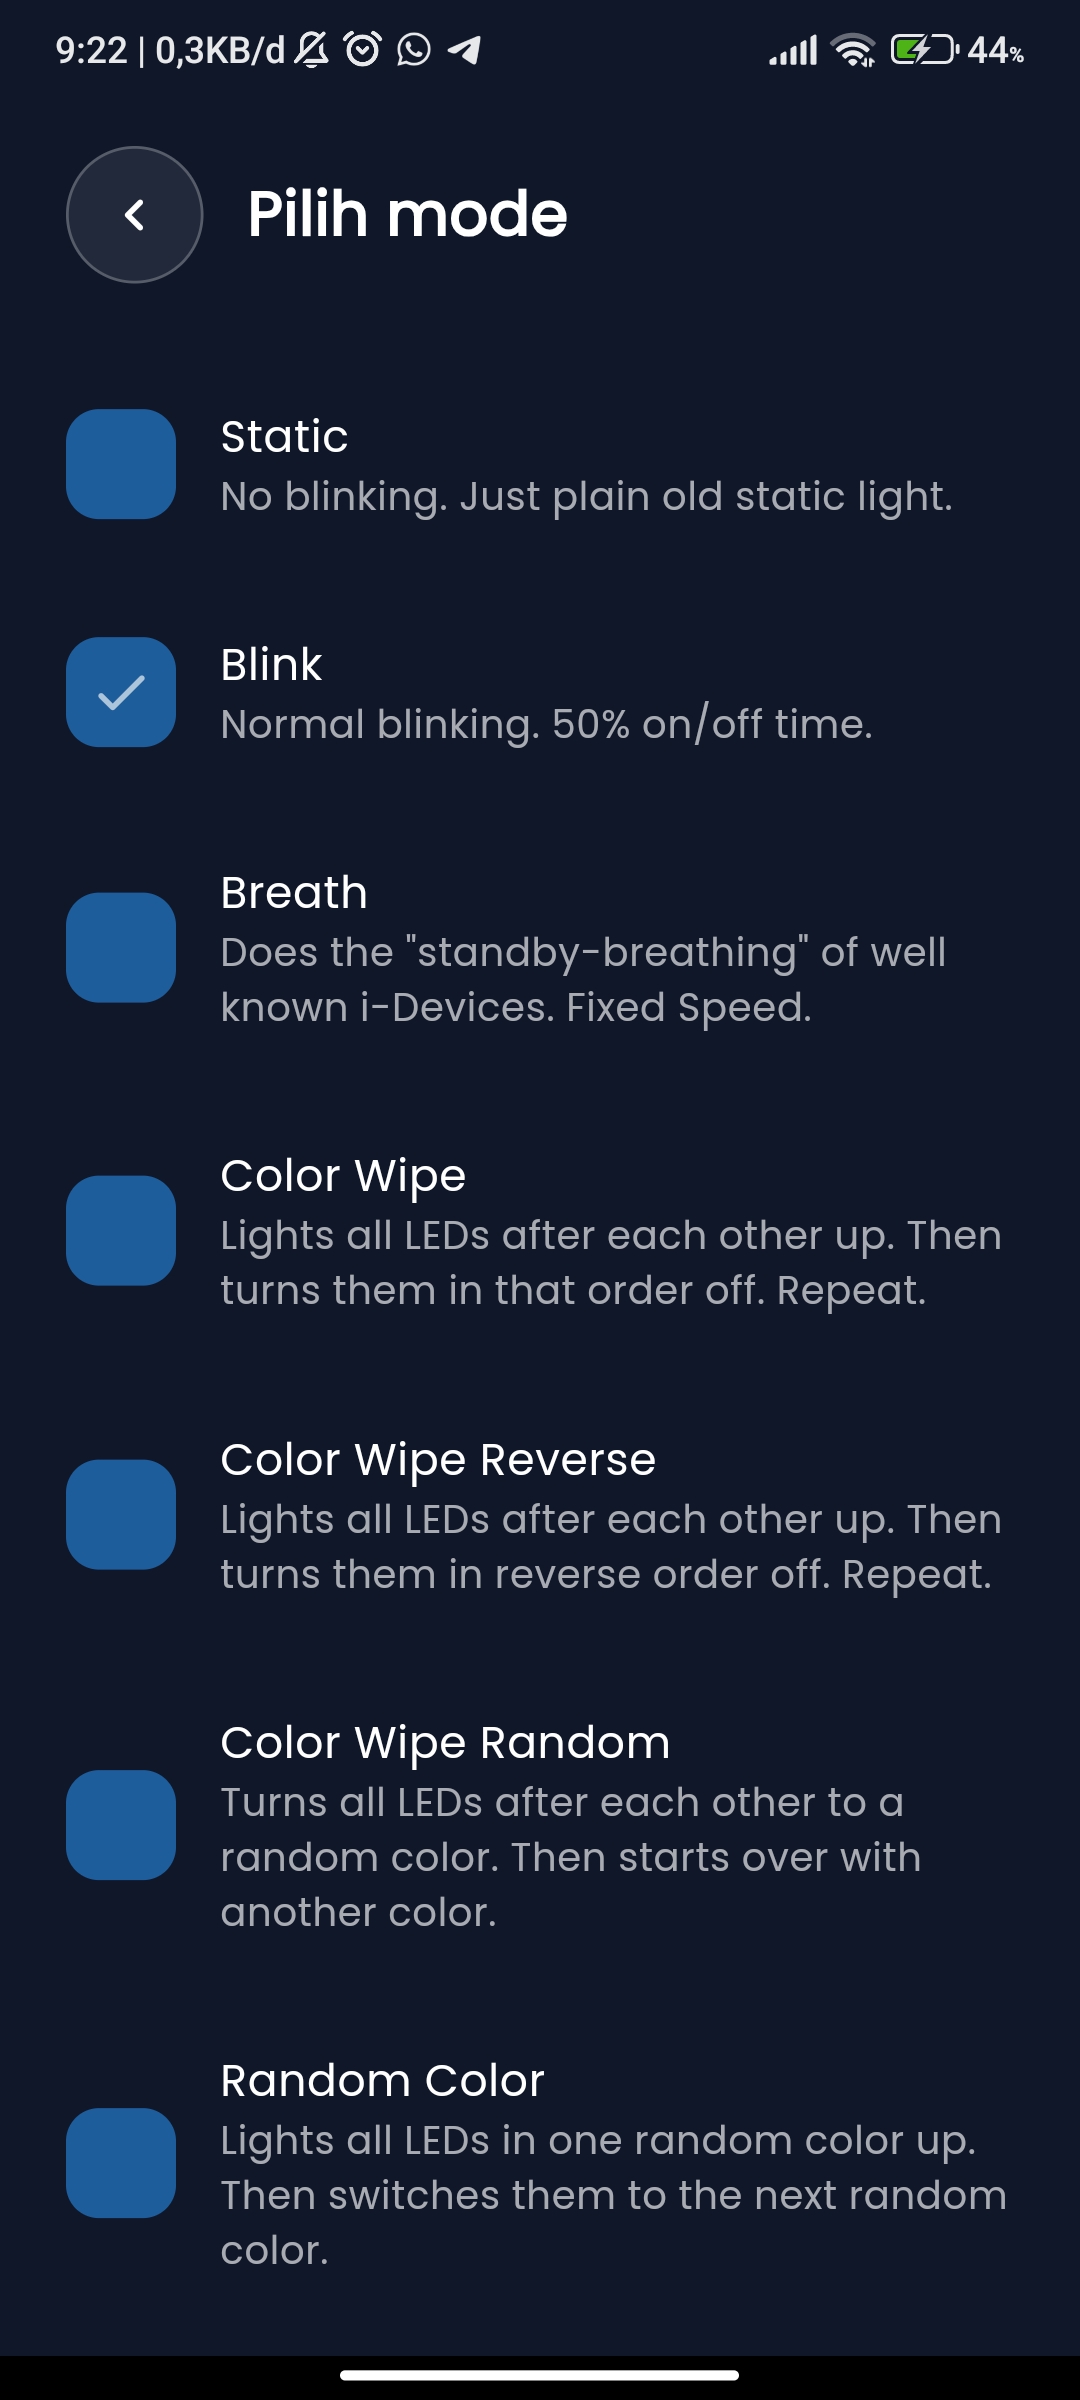 9:22 | 0,3KB/d
44%
Pilih mode
Static
No blinking. Just plain old static light.
Blink
Normal blinking. 50% on/off time.
Breath
Does the "standby-breathing" of well
known i-Devices. Fixed Speed.
Color Wipe
Lights all LEDs after each other up. Then
turns them in that order off. Repeat.
Color Wipe Reverse
Lights all LEDs after each other up. Then
turns them in reverse order off. Repeat.
Color Wipe Random
Turns all LEDs after each other to a
random color. Then starts over with
another color.
Random Color
Lights all LEDs in one random color up.
Then switches them to the next random
color.